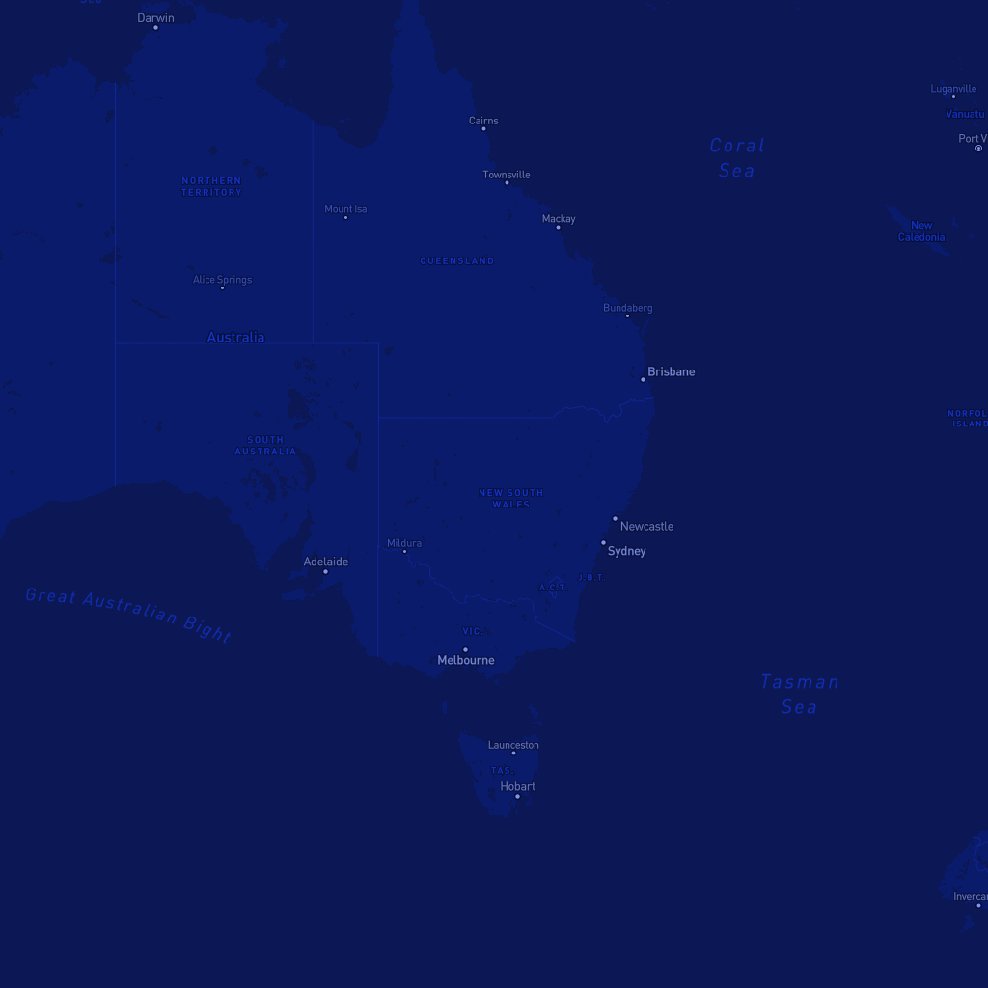 Sea
Darwin
Luganville
Cairns
Vanuatu
Port V
Coral
Sea
Townsville
NORTHERN
TERRITORY
Mount Isa
Mackay
New
Caledonia
QUEENSLAND
Alice Springs
Bundaberg
Australia
Brisbane
NORFOL
ISLAND
SOUTH
AUSTRALIA
NEW SOUTH
WALES
Newcastle
Mildura
Sydney
Adelaide
J.B.T.
A.C.T.
Great Australian Bight
VIC.
Melbourne
Tasman
Sea
Launceston
TAS.
Hobart
Invercar